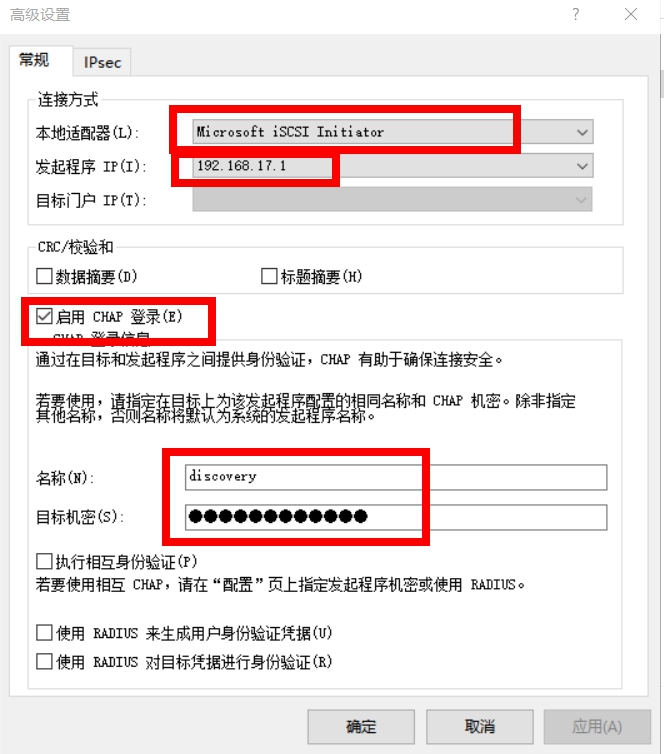 高级设置
常规
IPsec
连接方式
本地适配器(L):
Microsoft iSCSI Initiator
发起程序 IP(I):
192.168.17.1
目标门户 IP(T):
CRC/校验和
数据摘要(D)
标题摘要(H)
启用 CHAP 登录(E)
CHAP 登录信息
通过在目标和发起程序之间提供身份验证，CHAP 有助于确保连接安全。
若要使用，请指定在目标上为该发起程序配置的相同名称和 CHAP 机密。除非指定
其他名称，否则名称将默认为系统的发起程序名称。
名称(N):
discovery
目标机密(S):
●●●●●●●●●●●●
执行相互身份验证(P)
若要使用相互 CHAP，请在“配置”页上指定发起程序机密或使用 RADIUS。
使用 RADIUS 来生成用户身份验证凭据(U)
使用 RADIUS 对目标凭据进行身份验证(R)
确定
取消
应用(A)